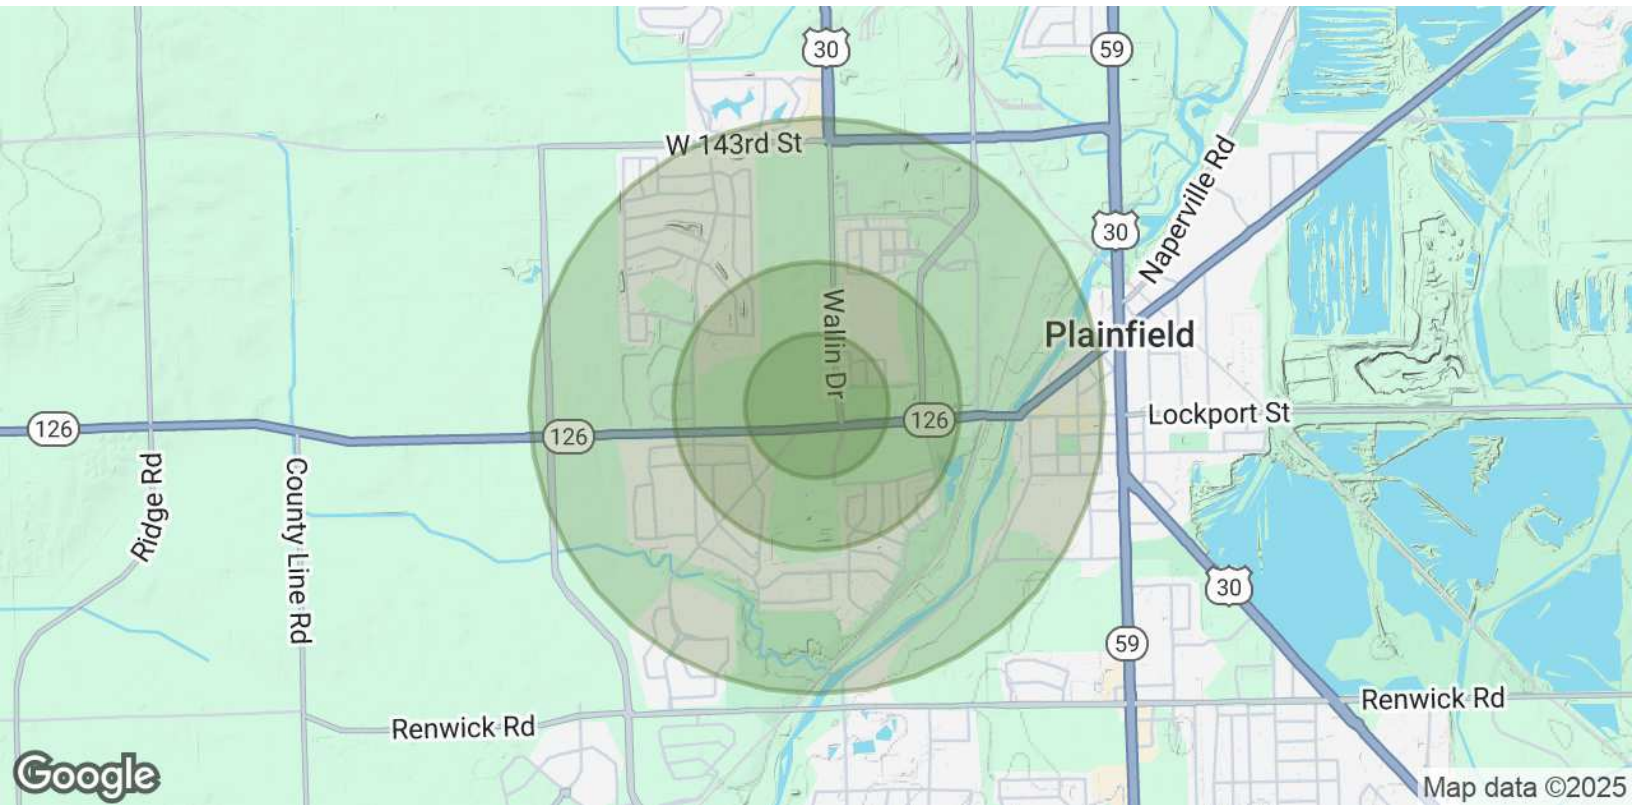 30
59
W 143rd St
Naperville Rd
30
Wallin Dr
Plainfield
126
126
126
Lockport St
Ridge Rd
County Line Rd
30
59
Renwick Rd
Renwick Rd
Google
Map data ©2025